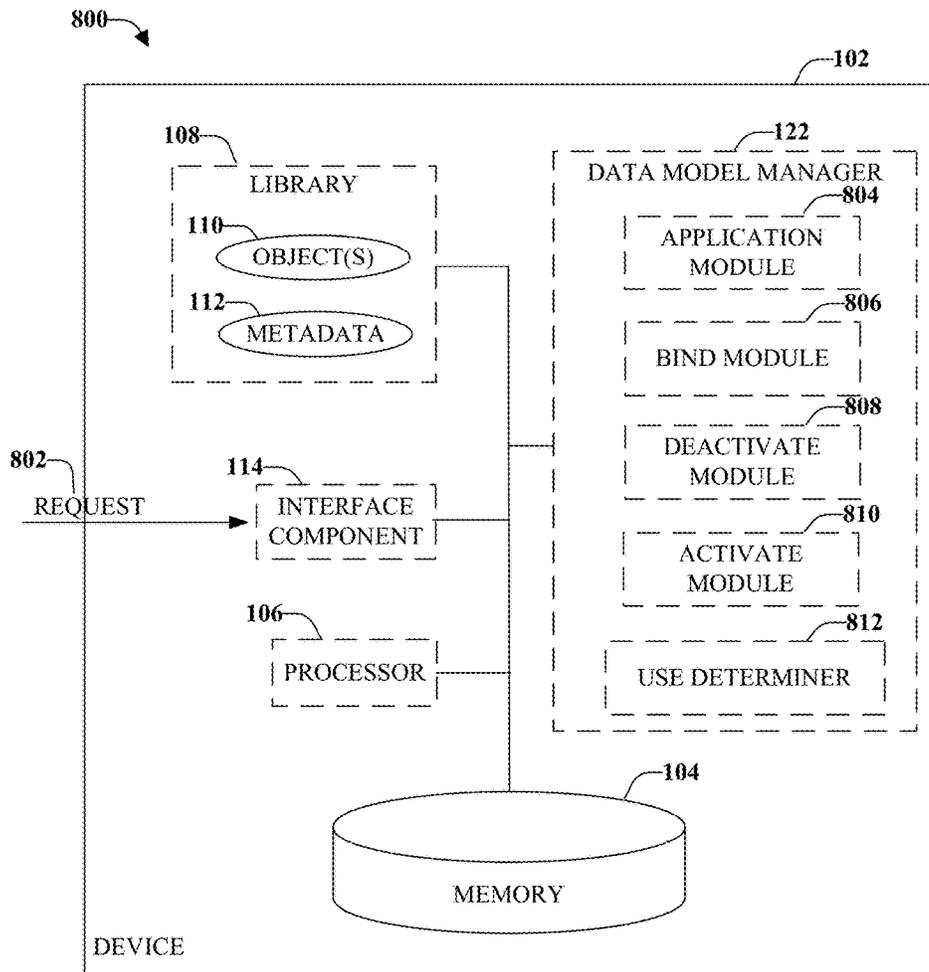 800
102
108
LIBRARY
110
OBJECT(S)
112
METADATA
122
DATA MODEL MANAGER
804
APPLICATION
MODULE
806
BIND MODULE
808
DEACTIVATE
MODULE
810
ACTIVATE
MODULE
812
USE DETERMINER
802
REQUEST
114
INTERFACE
COMPONENT
106
PROCESSOR
104
MEMORY
DEVICE